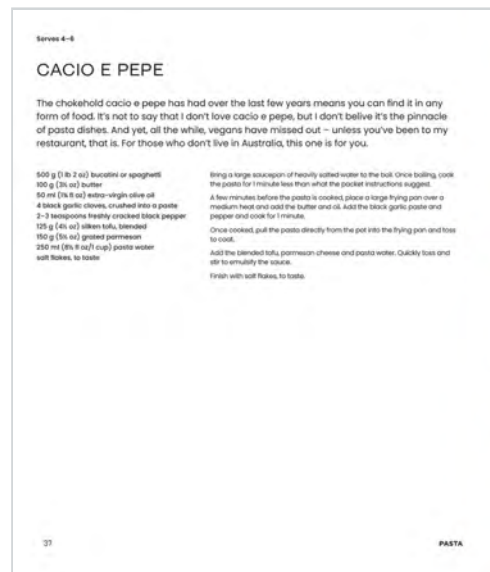 Serves 4–6
CACIO E PEPE
The chokehold cacio e pepe has had over the last few years means you can find it in any
form of food. It's not to say that I don't love cacio e pepe, but I don't belive it's the pinnacle
of pasta dishes. And yet, all the while, vegans have missed out – unless you've been to my
restaurant, that is. For those who don't live in Australia, this one is for you.
500 g (1 lb 2 oz) bucatini or spaghetti
100 g (3½ oz) butter
50 ml (1¾ fl oz) extra-virgin olive oil
4 black garlic cloves, crushed into a paste
2–3 teaspoons freshly cracked black pepper
125 g (4½ oz) silken tofu, blended
150 g (5½ oz) grated parmesan
250 ml (8½ fl oz/1 cup) pasta water
salt flakes, to taste
Bring a large saucepan of heavily salted water to the boil. Once boiling, cook
the pasta for 1 minute less than what the packet instructions suggest.
A few minutes before the pasta is cooked, place a large frying pan over a
medium heat and add the butter and oil. Add the black garlic paste and
pepper and cook for 1 minute.
Once cooked, pull the pasta directly from the pot into the frying pan and toss
to coat.
Add the blended tofu, parmesan cheese and pasta water. Quickly toss and
stir to emulsify the sauce.
Finish with salt flakes, to taste.
37
PASTA